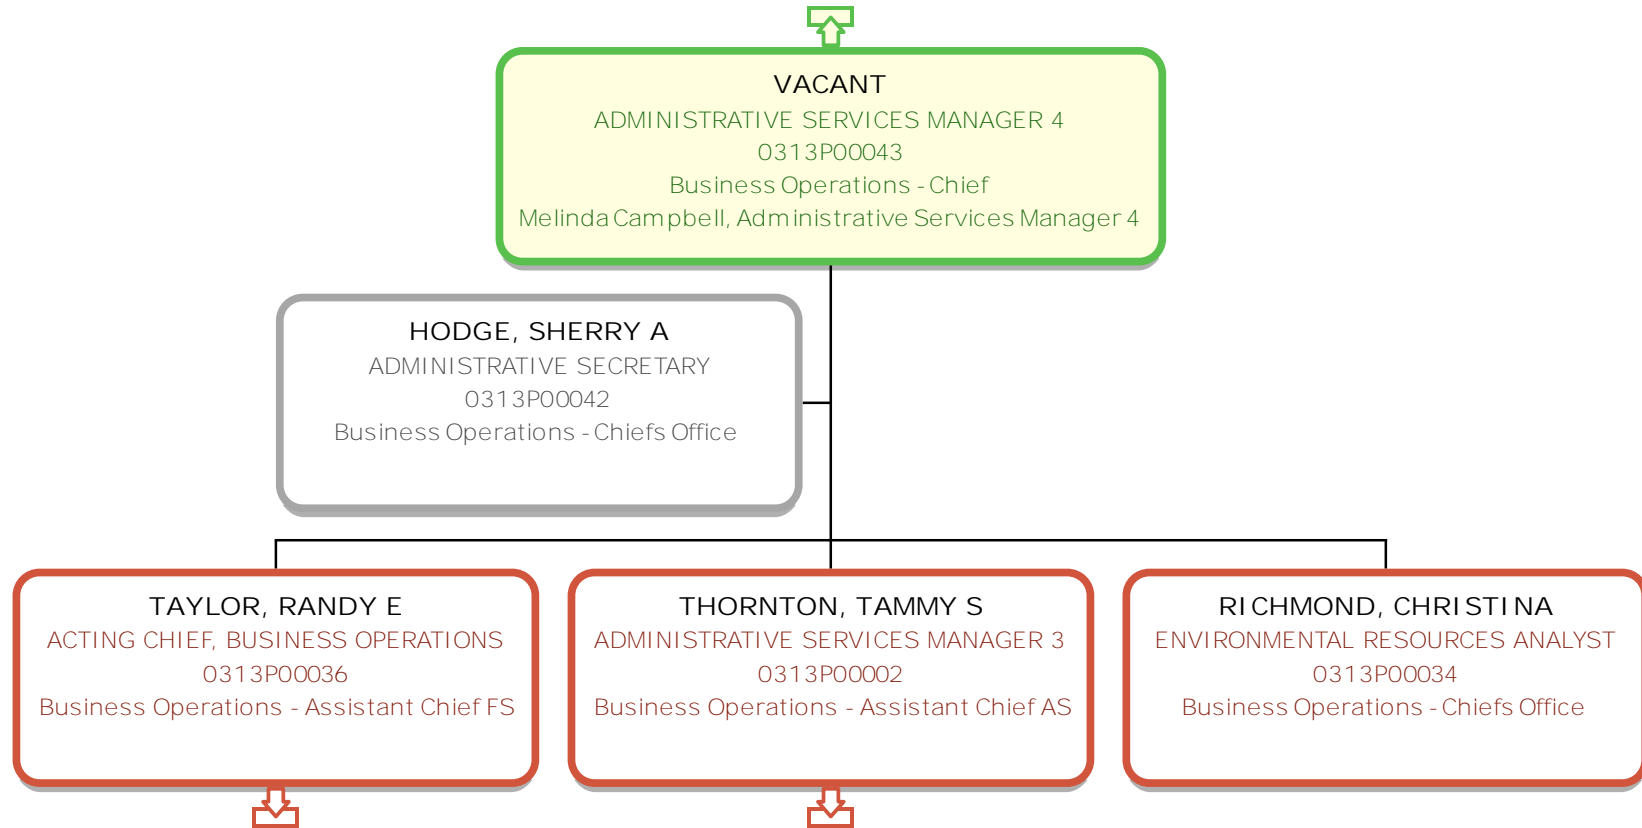 VACANT
ADMINISTRATIVE SERVICES MANAGER 4
0313P00043
Business Operations - Chief
Melinda Campbell, Administrative Services Manager 4
HODGE, SHERRY A
ADMINISTRATIVE SECRETARY
0313P00042
Business Operations - Chiefs Office
TAYLOR, RANDY E
ACTING CHIEF, BUSINESS OPERATIONS
0313P00036
Business Operations - Assistant Chief FS
THORNTON, TAMMY S
ADMINISTRATIVE SERVICES MANAGER 3
0313P00002
Business Operations - Assistant Chief AS
RICHMOND, CHRISTINA
ENVIRONMENTAL RESOURCES ANALYST
0313P00034
Business Operations - Chiefs Office